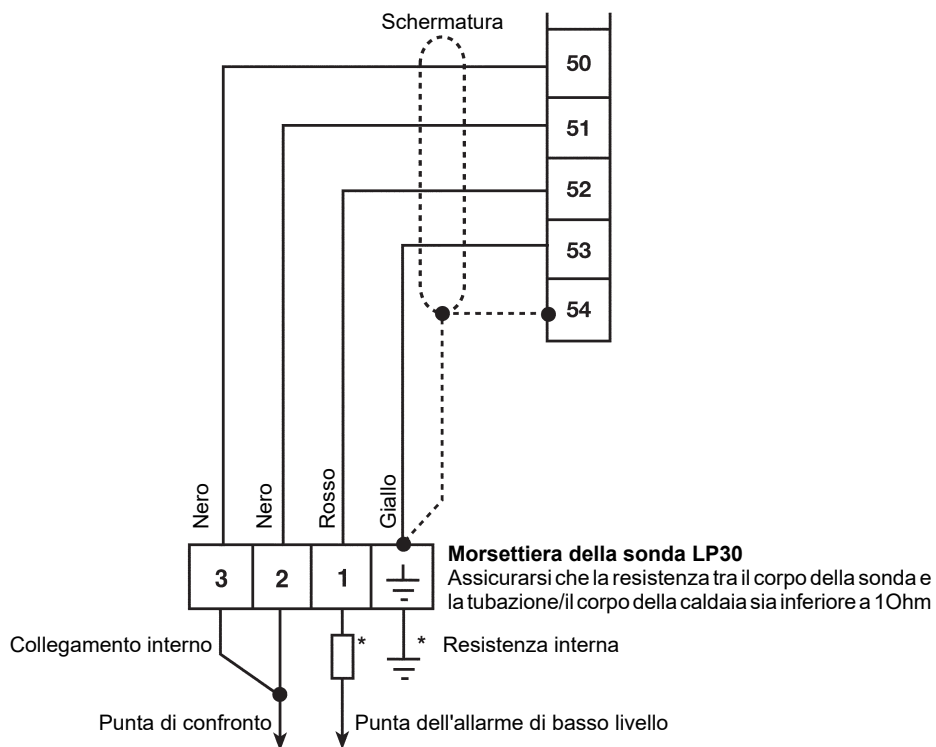 Schermatura
50
51
52
53
54
Nero
Nero
Rosso
Giallo
3
2
1
Morsettiera della sonda LP30
Assicurarsi che la resistenza tra il corpo della sonda e
la tubazione/il corpo della caldaia sia inferiore a 1Ohm
Collegamento interno
*
* Resistenza interna
Punta di confronto
Punta dell'allarme di basso livello